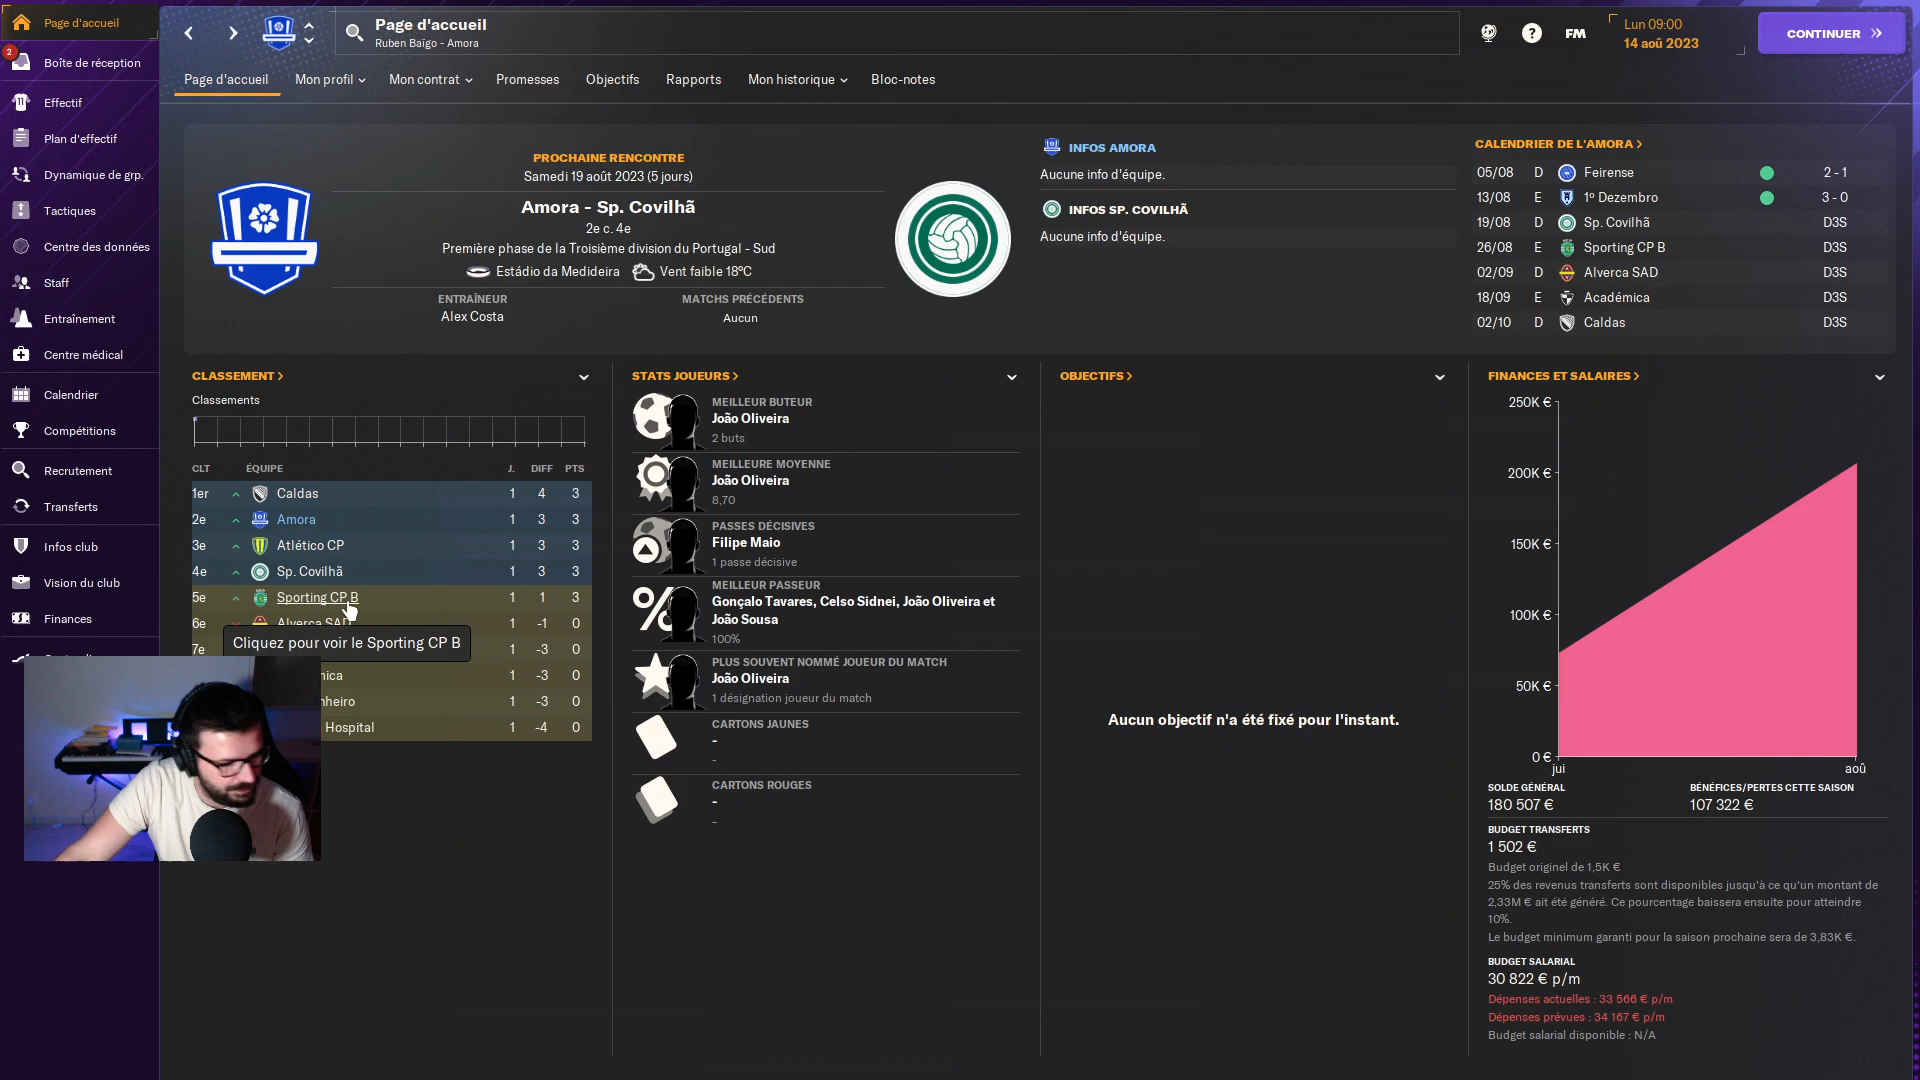 Page d'accueil
2
Boîte de réception
Effectif
Plan d'effectif
Dynamique de grp.
Tactiques
Centre des données
Staff
Entraînement
Centre médical
Calendrier
Compétitions
Recrutement
Transferts
Infos club
Vision du club
Finances
Page d'accueil
Ruben Baïgo - Amora
?
FM
Lun 09:00
14 aoû 2023
CONTINUER
Page d'accueil
Mon profil
Mon contrat
Promesses
Objectifs
Rapports
Mon historique
Bloc-notes
PROCHAINE RENCONTRE
Samedi 19 août 2023 (5 jours)
Amora - Sp. Covilhã
2e c. 4e
Première phase de la Troisième division du Portugal - Sud
Estádio da Medideira
Vent faible 18ºC
ENTRAÎNEUR
Alex Costa
MATCHS PRÉCÉDENTS
Aucun
INFOS AMORA
Aucune info d'équipe.
INFOS SP. COVILHÃ
Aucune info d'équipe.
CALENDRIER DE L'AMORA >
05/08 D Feirense 2 - 1
13/08 E 1º Dezembro 3 - 0
19/08 D Sp. Covilhã D3S
26/08 E Sporting CP B D3S
02/09 D Alverca SAD D3S
18/09 E Académica D3S
02/10 D Caldas D3S
CLASSEMENT >
Classements
CLT ÉQUIPE J. DIFF PTS
1er Caldas 1 4 3
2e Amora 1 3 3
3e Atlético CP 1 3 3
4e Sp. Covilhã 1 3 3
5e Sporting CP B 1 1 3
6e Alverca SAD 1 -1 0
7e 1 -3 0
Cliquez pour voir le Sporting CP B
nica 1 -3 0
nheiro 1 -3 0
Hospital 1 -4 0
STATS JOUEURS >
MEILLEUR BUTEUR
João Oliveira
2 buts
MEILLEURE MOYENNE
João Oliveira
8,70
PASSES DÉCISIVES
Filipe Maio
1 passe décisive
%
MEILLEUR PASSEUR
Gonçalo Tavares, Celso Sidnei, João Oliveira et
João Sousa
100%
PLUS SOUVENT NOMMÉ JOUEUR DU MATCH
João Oliveira
1 désignation joueur du match
CARTONS JAUNES
-
-
CARTONS ROUGES
-
-
OBJECTIFS >
Aucun objectif n'a été fixé pour l'instant.
FINANCES ET SALAIRES >
250K €
200K €
150K €
100K €
50K €
0 €
jui
aoû
SOLDE GÉNÉRAL
180 507 €
BÉNÉFICES/PERTES CETTE SAISON
107 322 €
BUDGET TRANSFERTS
1 502 €
Budget originel de 1,5K €
25% des revenus transferts sont disponibles jusqu'à ce qu'un montant de
2,33M € ait été généré. Ce pourcentage baissera ensuite pour atteindre
10%.
Le budget minimum garanti pour la saison prochaine sera de 3,83K €.
BUDGET SALARIAL
30 822 € p/m
Dépenses actuelles : 33 566 € p/m
Dépenses prévues : 34 167 € p/m
Budget salarial disponible : N/A